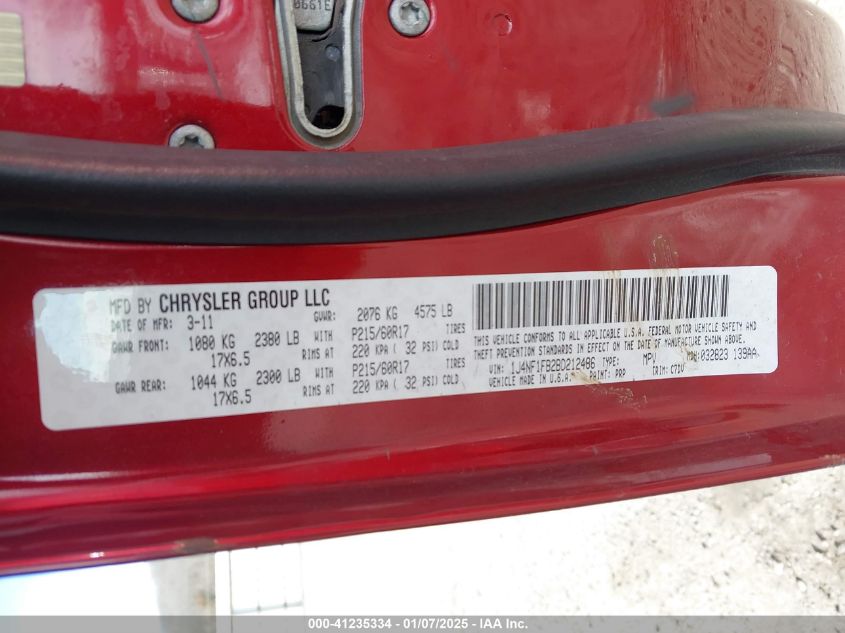 0661E
MFD BY CHRYSLER GROUP LLC
DATE OF MFR: 3-11 GVWR: 2076 KG 4575 LB
GAWR FRONT: 1080 KG 2380 LB WITH P215/60R17 TIRES
17X6.5 RIMS AT 220 KPA ( 32 PSI) COLD
GAWR REAR: 1044 KG 2300 LB WITH P215/60R17 TIRES
17X6.5 RIMS AT 220 KPA ( 32 PSI) COLD
THIS VEHICLE CONFORMS TO ALL APPLICABLE U.S.A. FEDERAL MOTOR VEHICLE SAFETY AND
THEFT PREVENTION STANDARDS IN EFFECT ON THE DATE OF MANUFACTURE SHOWN ABOVE.
VIN: 1J4NF1FB2BD212486 TYPE: MPV MDH: 032823 139AA
VEHICLE MADE IN U.S.A. PAINT: PRP TRIM: C7DV
000-41235334 - 01/07/2025 - IAA Inc.